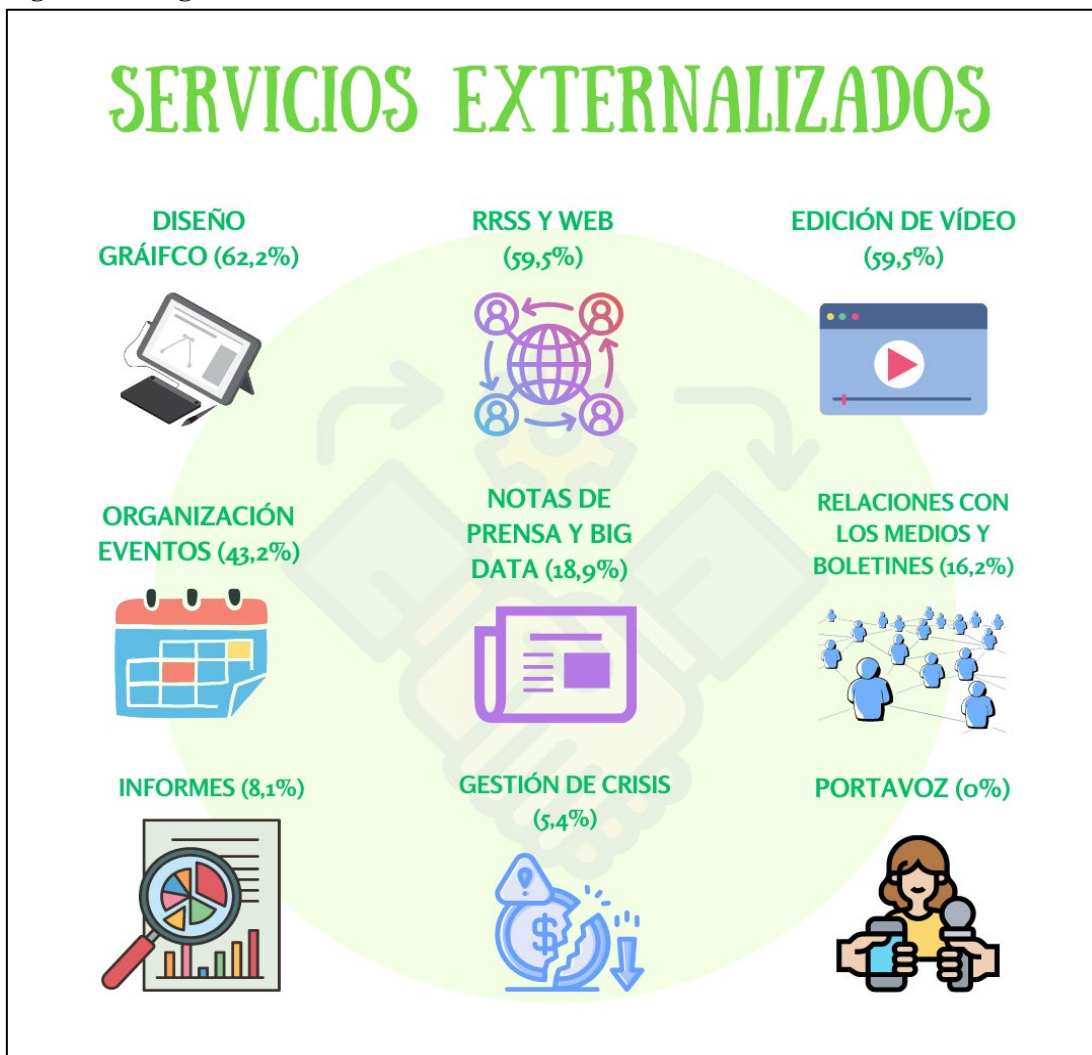 SERVICIOS EXTERNALIZADOS
DISEÑO
GRÁIFCO (62,2%)
RRSS Y WEB
(59,5%)
EDICIÓN DE VÍDEO
(59,5%)
ORGANIZACIÓN
EVENTOS (43,2%)
NOTAS DE
PRENSA Y BIG
DATA (18,9%)
RELACIONES CON
LOS MEDIOS Y
BOLETINES (16,2%)
INFORMES (8,1%)
GESTIÓN DE CRISIS
(5,4%)
PORTAVOZ (0%)